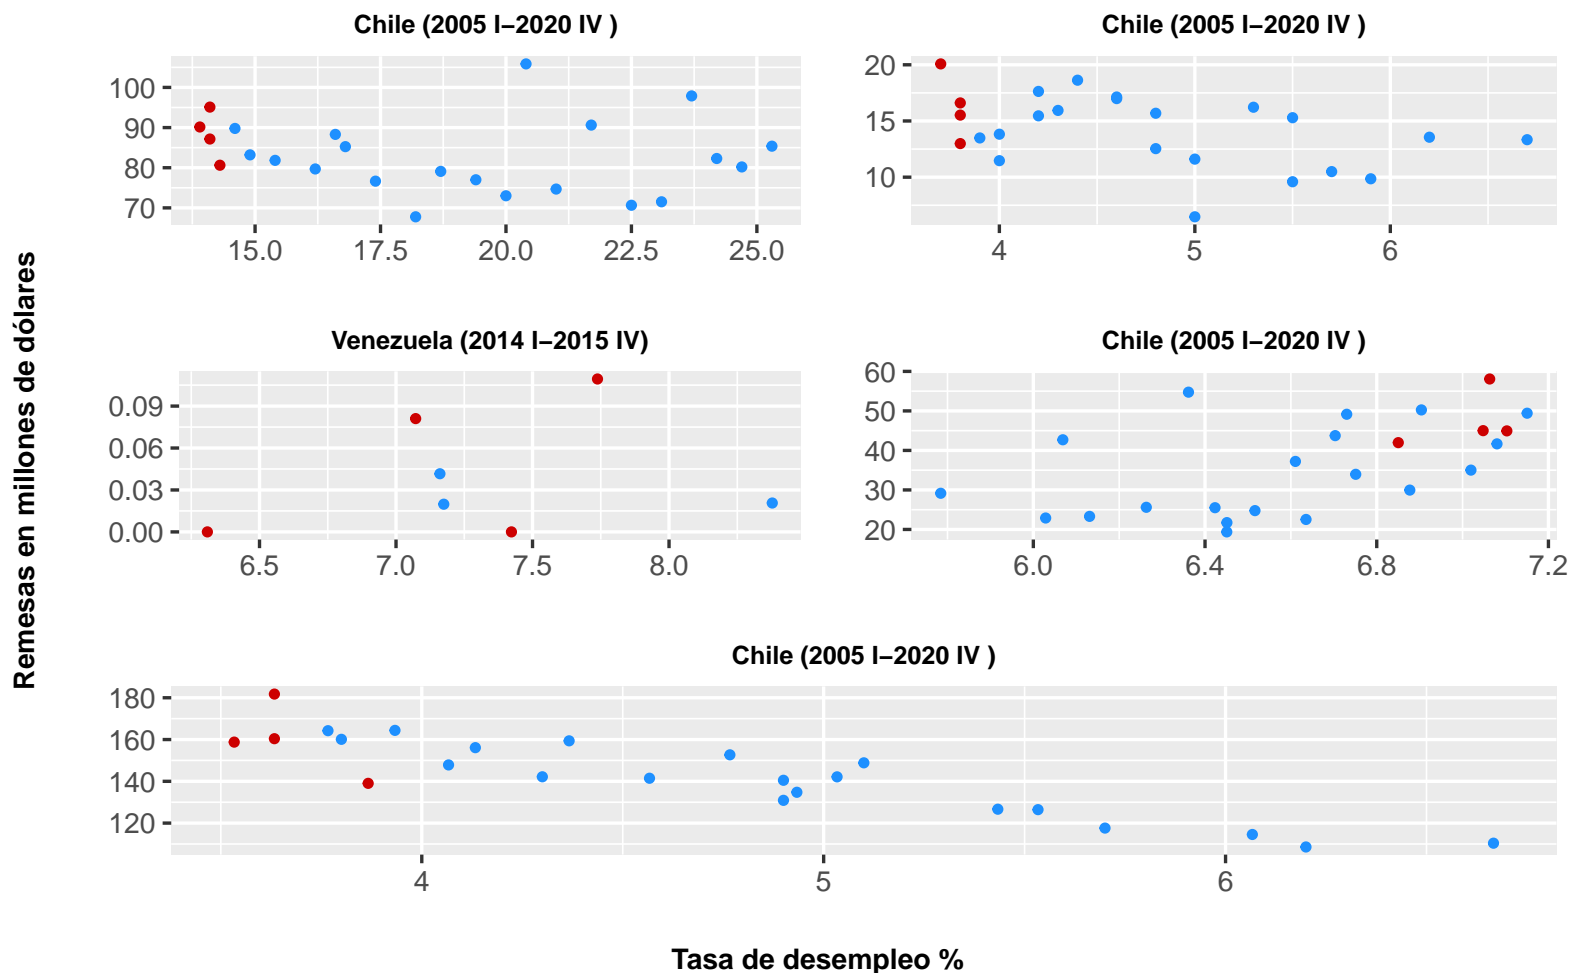 Chile (2005 I–2020 IV )
Chile (2005 I–2020 IV )
100
90
80
70
15.0 17.5 20.0 22.5 25.0
20
15
10
4 5 6
Remesas en millones de dólares
Venezuela (2014 I–2015 IV)
Chile (2005 I–2020 IV )
0.09
0.06
0.03
0.00
6.5 7.0 7.5 8.0
60
50
40
30
20
6.0 6.4 6.8 7.2
Chile (2005 I–2020 IV )
180
160
140
120
4 5 6
Tasa de desempleo %